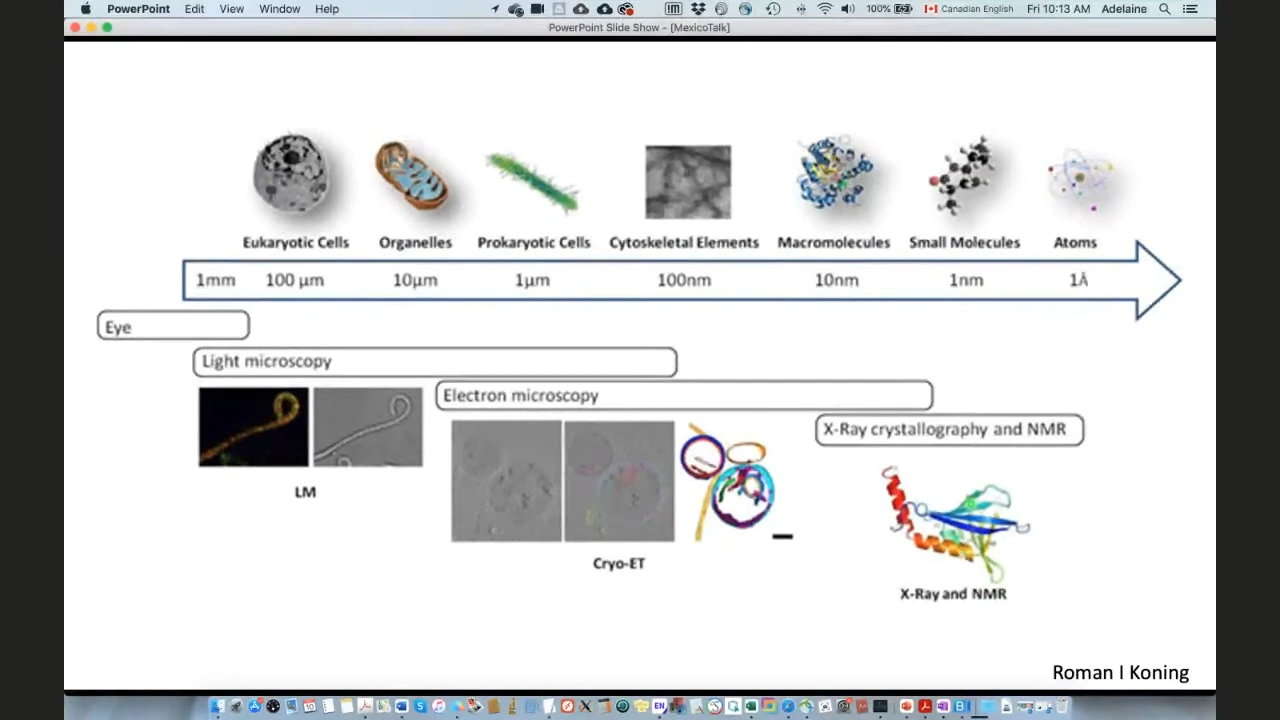 PowerPoint Edit View Window Help 100% Canadian English Fri 10:13 AM Adelaine
PowerPoint Slide Show - [MexicoTalk]
Eukaryotic Cells Organelles Prokaryotic Cells Cytoskeletal Elements Macromolecules Small Molecules Atoms
1mm 100 μm 10μm 1μm 100nm 10nm 1nm 1Å
Eye
Light microscopy
Electron microscopy
X-Ray crystallography and NMR
LM
Cryo-ET
X-Ray and NMR
Roman I Koning